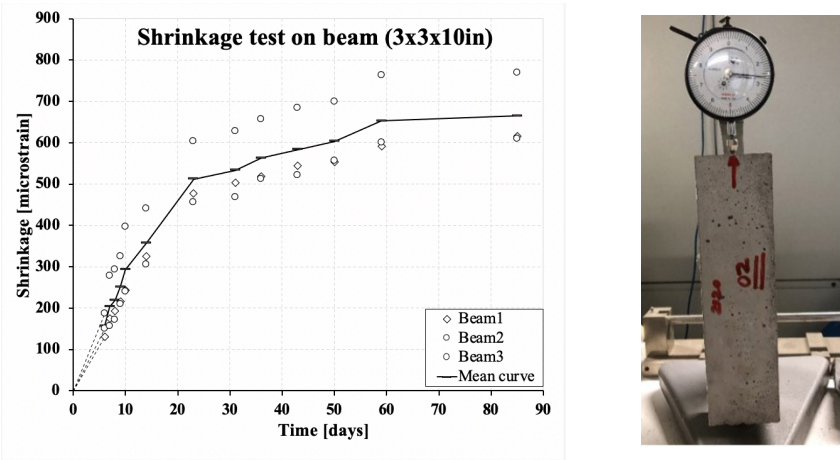 Shrinkage test on beam (3x3x10in)
Shrinkage [microstrain]
900
800
700
600
500
400
300
200
100
0
0 10 20 30 40 50 60 70 80 90
Time [days]
Beam1
Beam2
Beam3
Mean curve
02